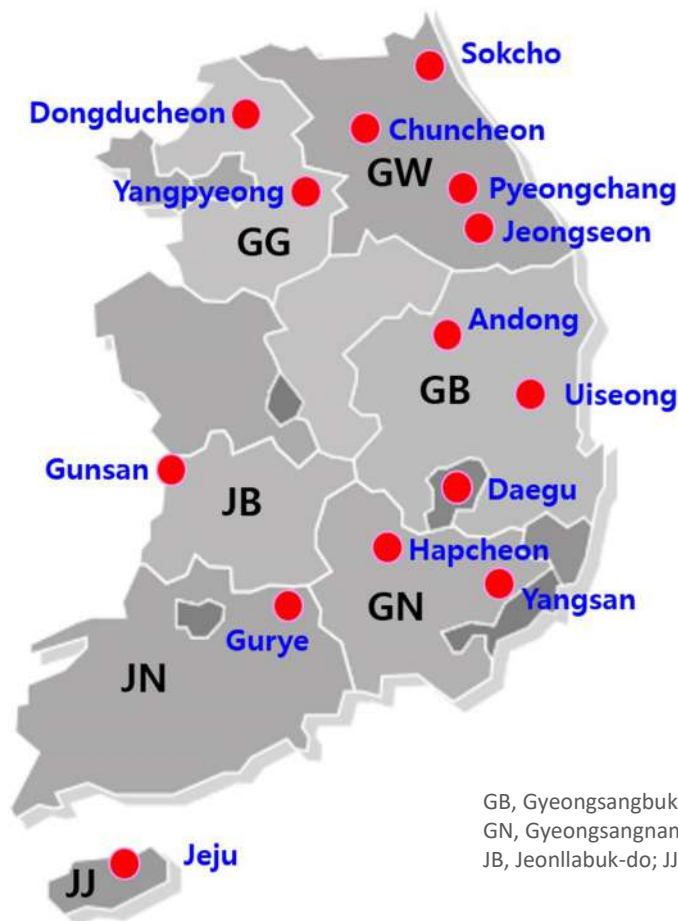 Sokcho
Dongducheon
Chuncheon
GW
Yangpyeong
Pyeongchang
GG
Jeongseon
Andong
GB
Uiseong
Gunsan
JB
Daegu
Hapcheon
GN
Yangsan
Gurye
JN
GB, Gyeongsangbuk
GN, Gyeongsangnam
JB, Jeonllabuk-do; JJ
Jeju
JJ